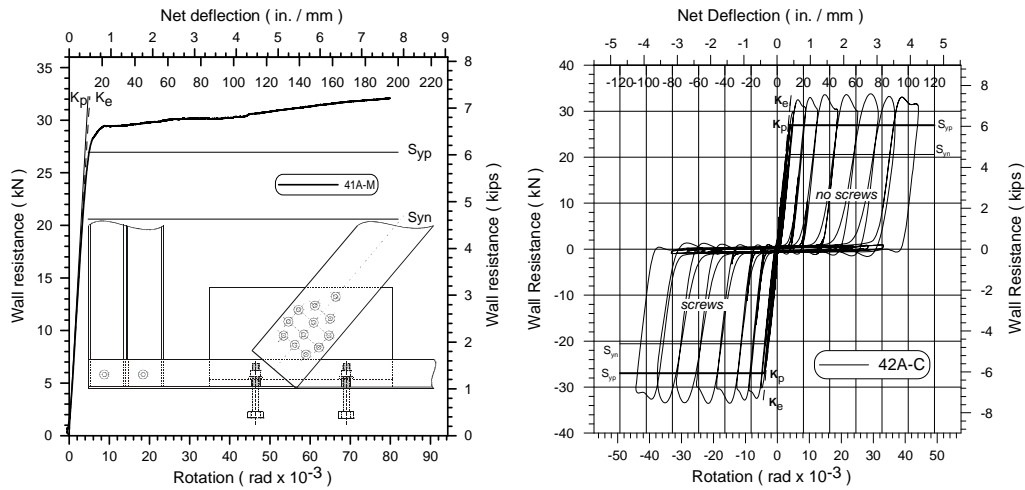 Net deflection ( in. / mm )
0 1 2 3 4 5 6 7 8 9
20 40 60 80 100 120 140 160 180 200 220
Kp Ke
Syp
41A-M
Syn
Wall resistance ( kN )
35
30
25
20
15
10
5
0
Wall resistance ( kips )
8
7
6
5
4
3
2
1
0
0 10 20 30 40 50 60 70 80 90
Rotation ( rad x 10-3 )
Net Deflection ( in. / mm )
-5 -4 -3 -2 -1 0 1 2 3 4 5
-120 -100 -80 -60 -40 -20 0 20 40 60 80 100 120
Ke
Kp
Syp
Syn
no screws
screws
Syn
Syp
Kp
Ke
42A-C
Wall Resistance ( kN )
40
30
20
10
0
-10
-20
-30
-40
Wall Resistance ( kips )
8
6
4
2
0
-2
-4
-6
-8
-50 -40 -30 -20 -10 0 10 20 30 40 50
Rotation ( rad x 10-3 )